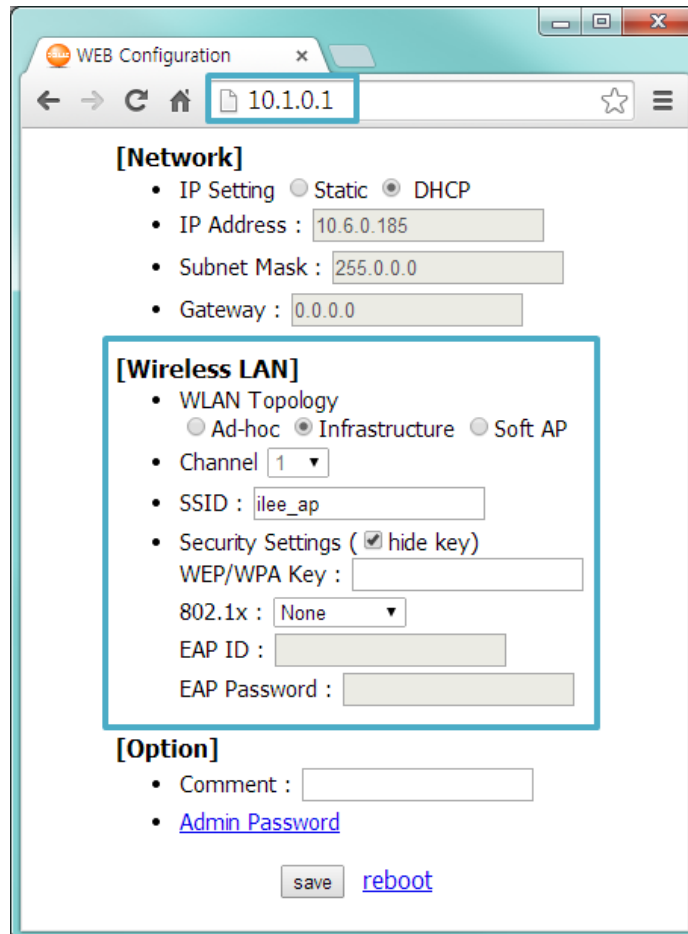 WEB Configuration
10.1.0.1
[Network]
• IP Setting Static DHCP
• IP Address : 10.6.0.185
• Subnet Mask : 255.0.0.0
• Gateway : 0.0.0.0
[Wireless LAN]
• WLAN Topology
Ad-hoc Infrastructure Soft AP
• Channel 1
• SSID : ilee_ap
• Security Settings ( hide key)
WEP/WPA Key :
802.1x : None
EAP ID :
EAP Password :
[Option]
• Comment :
• Admin Password
save reboot